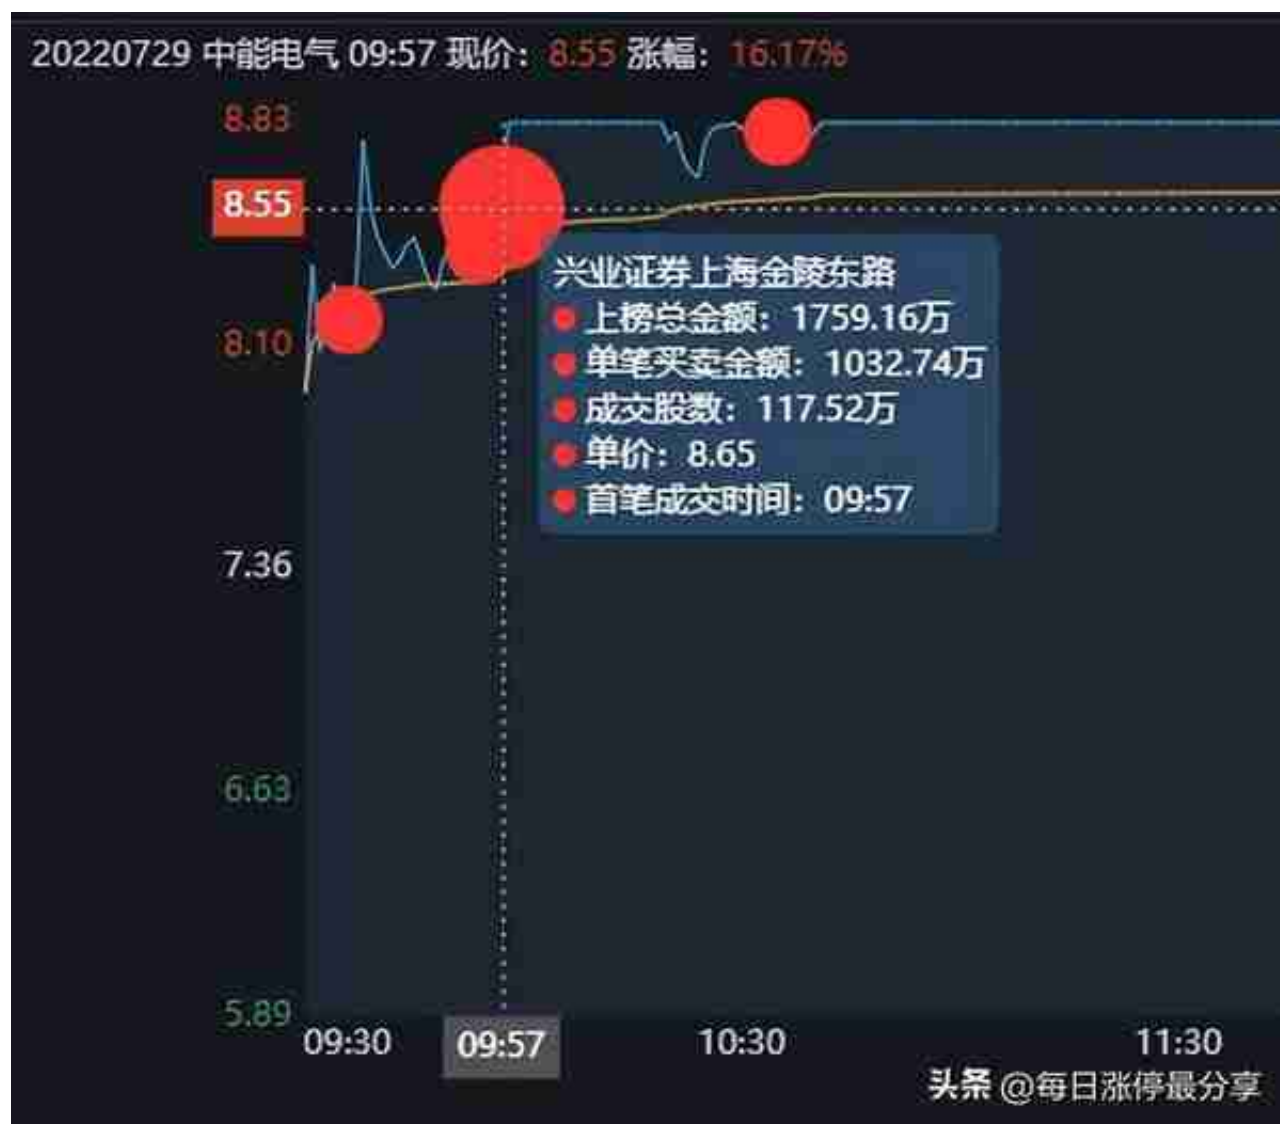 20220729 中能电气 09:57 现价：8.55 涨幅：16.17%
8.83
8.55
8.10
7.36
6.63
5.89
兴业证券上海金陵东路
上榜总金额：1759.16万
单笔买卖金额：1032.74万
成交股数：117.52万
单价：8.65
首笔成交时间：09:57
09:30 09:57 10:30 11:30
头条 @每日涨停最分享